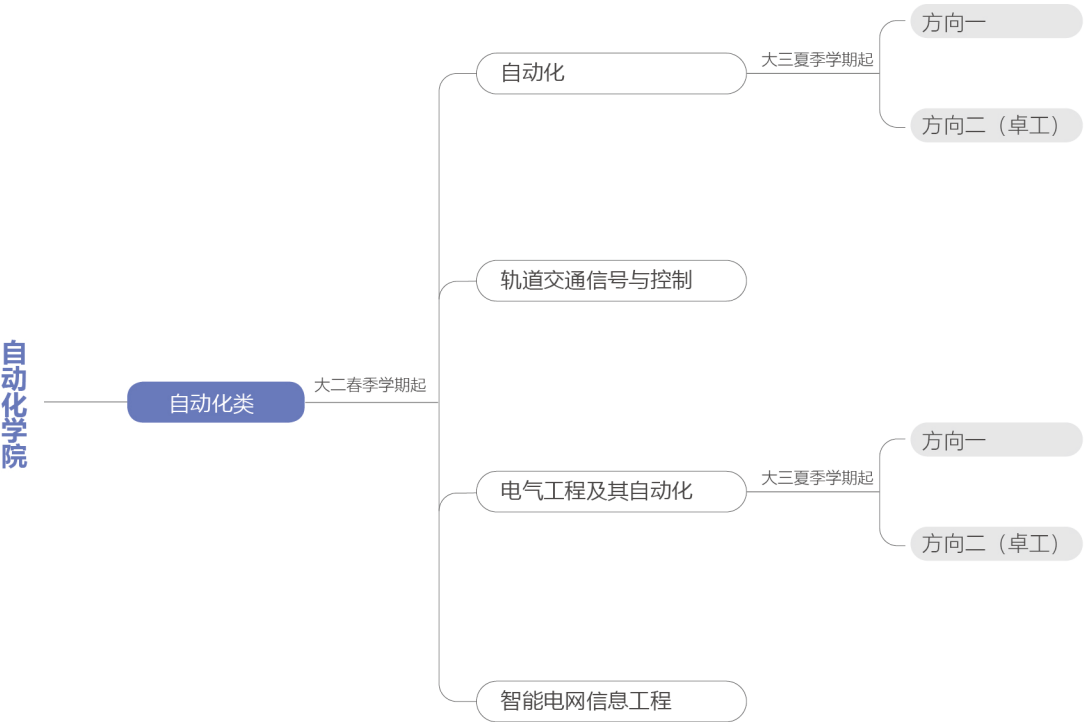 自动化学院
自动化类
大二春季学期起
自动化
大三夏季学期起
方向一
方向二（卓工）
轨道交通信号与控制
电气工程及其自动化
大三夏季学期起
方向一
方向二（卓工）
智能电网信息工程